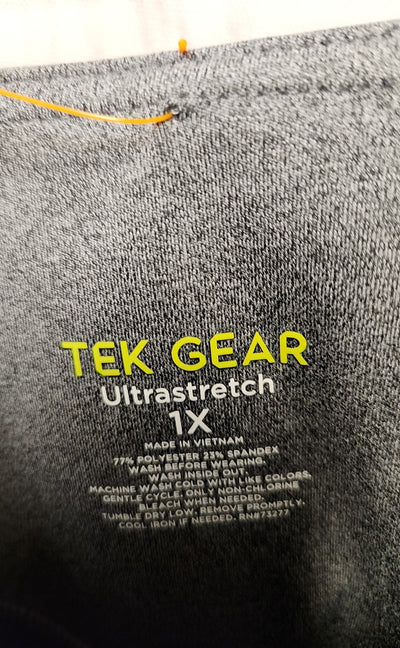 TEK GEAR
Ultrastretch
1X
MADE IN VIETNAM
77% POLYESTER 23% SPANDEX
WASH BEFORE WEARING.
WASH INSIDE OUT.
MACHINE WASH COLD WITH LIKE COLORS.
GENTLE CYCLE. ONLY NON-CHLORINE
BLEACH WHEN NEEDED.
TUMBLE DRY LOW. REMOVE PROMPTLY.
COOL IRON IF NEEDED. RN#73277